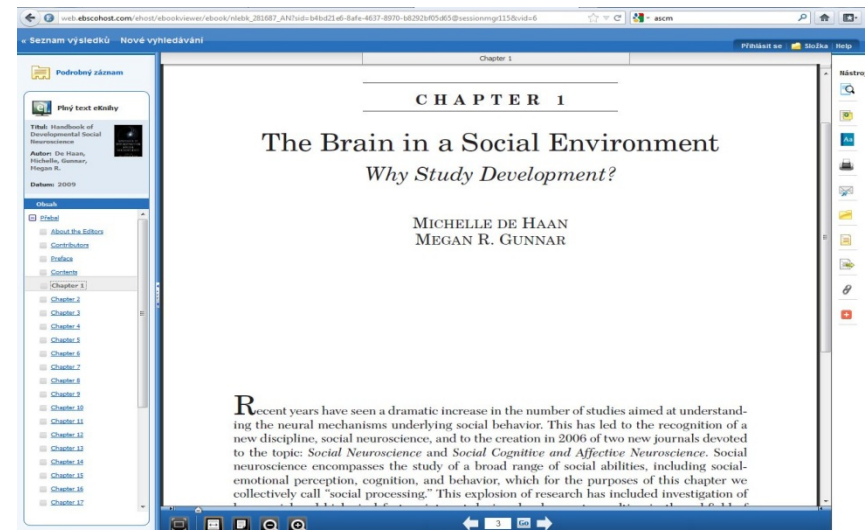 web.ebscohost.com/ehost/ebookviewer/ebook/nlebk_281687_AN?sid=b4bd21e6-8afe-4637-8970-b8292bf05d65@sessionmgr115&vid=6
ascm
« Seznam výsledků Nové vyhledávání
Přihlásit se Složka Help
Podrobný záznam
Plný text eKnihy
Titul: Handbook of
Developmental Social
Neuroscience
Autor: De Haan,
Michelle, Gunnar,
Megan R.
Datum: 2009
Obsah
Přebal
About the Editors
Contributors
Preface
Contents
Chapter 1
Chapter 2
Chapter 3
Chapter 4
Chapter 5
Chapter 6
Chapter 7
Chapter 8
Chapter 9
Chapter 10
Chapter 11
Chapter 12
Chapter 13
Chapter 14
Chapter 15
Chapter 16
Chapter 17
Chapter 1
CHAPTER 1
The Brain in a Social Environment
Why Study Development?
MICHELLE DE HAAN
MEGAN R. GUNNAR
Recent years have seen a dramatic increase in the number of studies aimed at understand-
ing the neural mechanisms underlying social behavior. This has led to the recognition of a
new discipline, social neuroscience, and to the creation in 2006 of two new journals devoted
to the topic: Social Neuroscience and Social Cognitive and Affective Neuroscience. Social
neuroscience encompasses the study of a broad range of social abilities, including social-
emotional perception, cognition, and behavior, which for the purposes of this chapter we
collectively call "social processing." This explosion of research has included investigation of
3
Go
Nástro
Aa